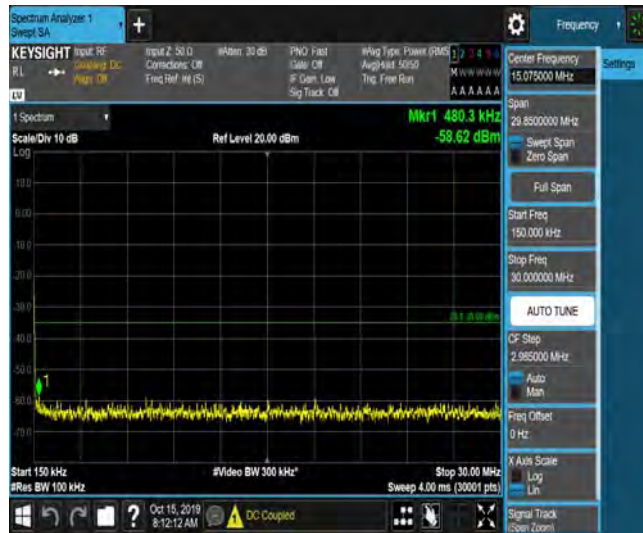 Spectrum Analyzer 1
Swept SA
Frequency
KEYSIGHT
Input: RF
Coupling: DC
Align: Off
Input Z: 50 Ω
Corrections: Off
Freq Ref: Int (S)
#Atten: 30 dB
PNO: Fast
Gate: Off
IF Gain: Low
Sig Track: Off
#Avg Type: Power (RMS
Avg|Hold: 50/50
Trig: Free Run
1 2 3 4 5 6
M W W W W W
A A A A A A
RL
LV
1 Spectrum
Scale/Div 10 dB
Log
Ref Level 20.00 dBm
Mkr1 480.3 kHz
-58.62 dBm
10.0
0.00
-10.0
-20.0
-30.0
-40.0
-50.0
-60.0
-70.0
1
Start 150 kHz
#Res BW 100 kHz
#Video BW 300 kHz*
Stop 30.00 MHz
Sweep 4.00 ms (30001 pts)
Center Frequency
15.075000 MHz
Settings
Span
29.8500000 MHz
Swept Span
Zero Span
Full Span
Start Freq
150.000 kHz
Stop Freq
30.000000 MHz
AUTO TUNE
CF Step
2.985000 MHz
Auto
Man
Freq Offset
0 Hz
X Axis Scale
Log
Lin
Signal Track
(Span Zoom)
?
Oct 15, 2019
8:12:12 AM
DC Coupled